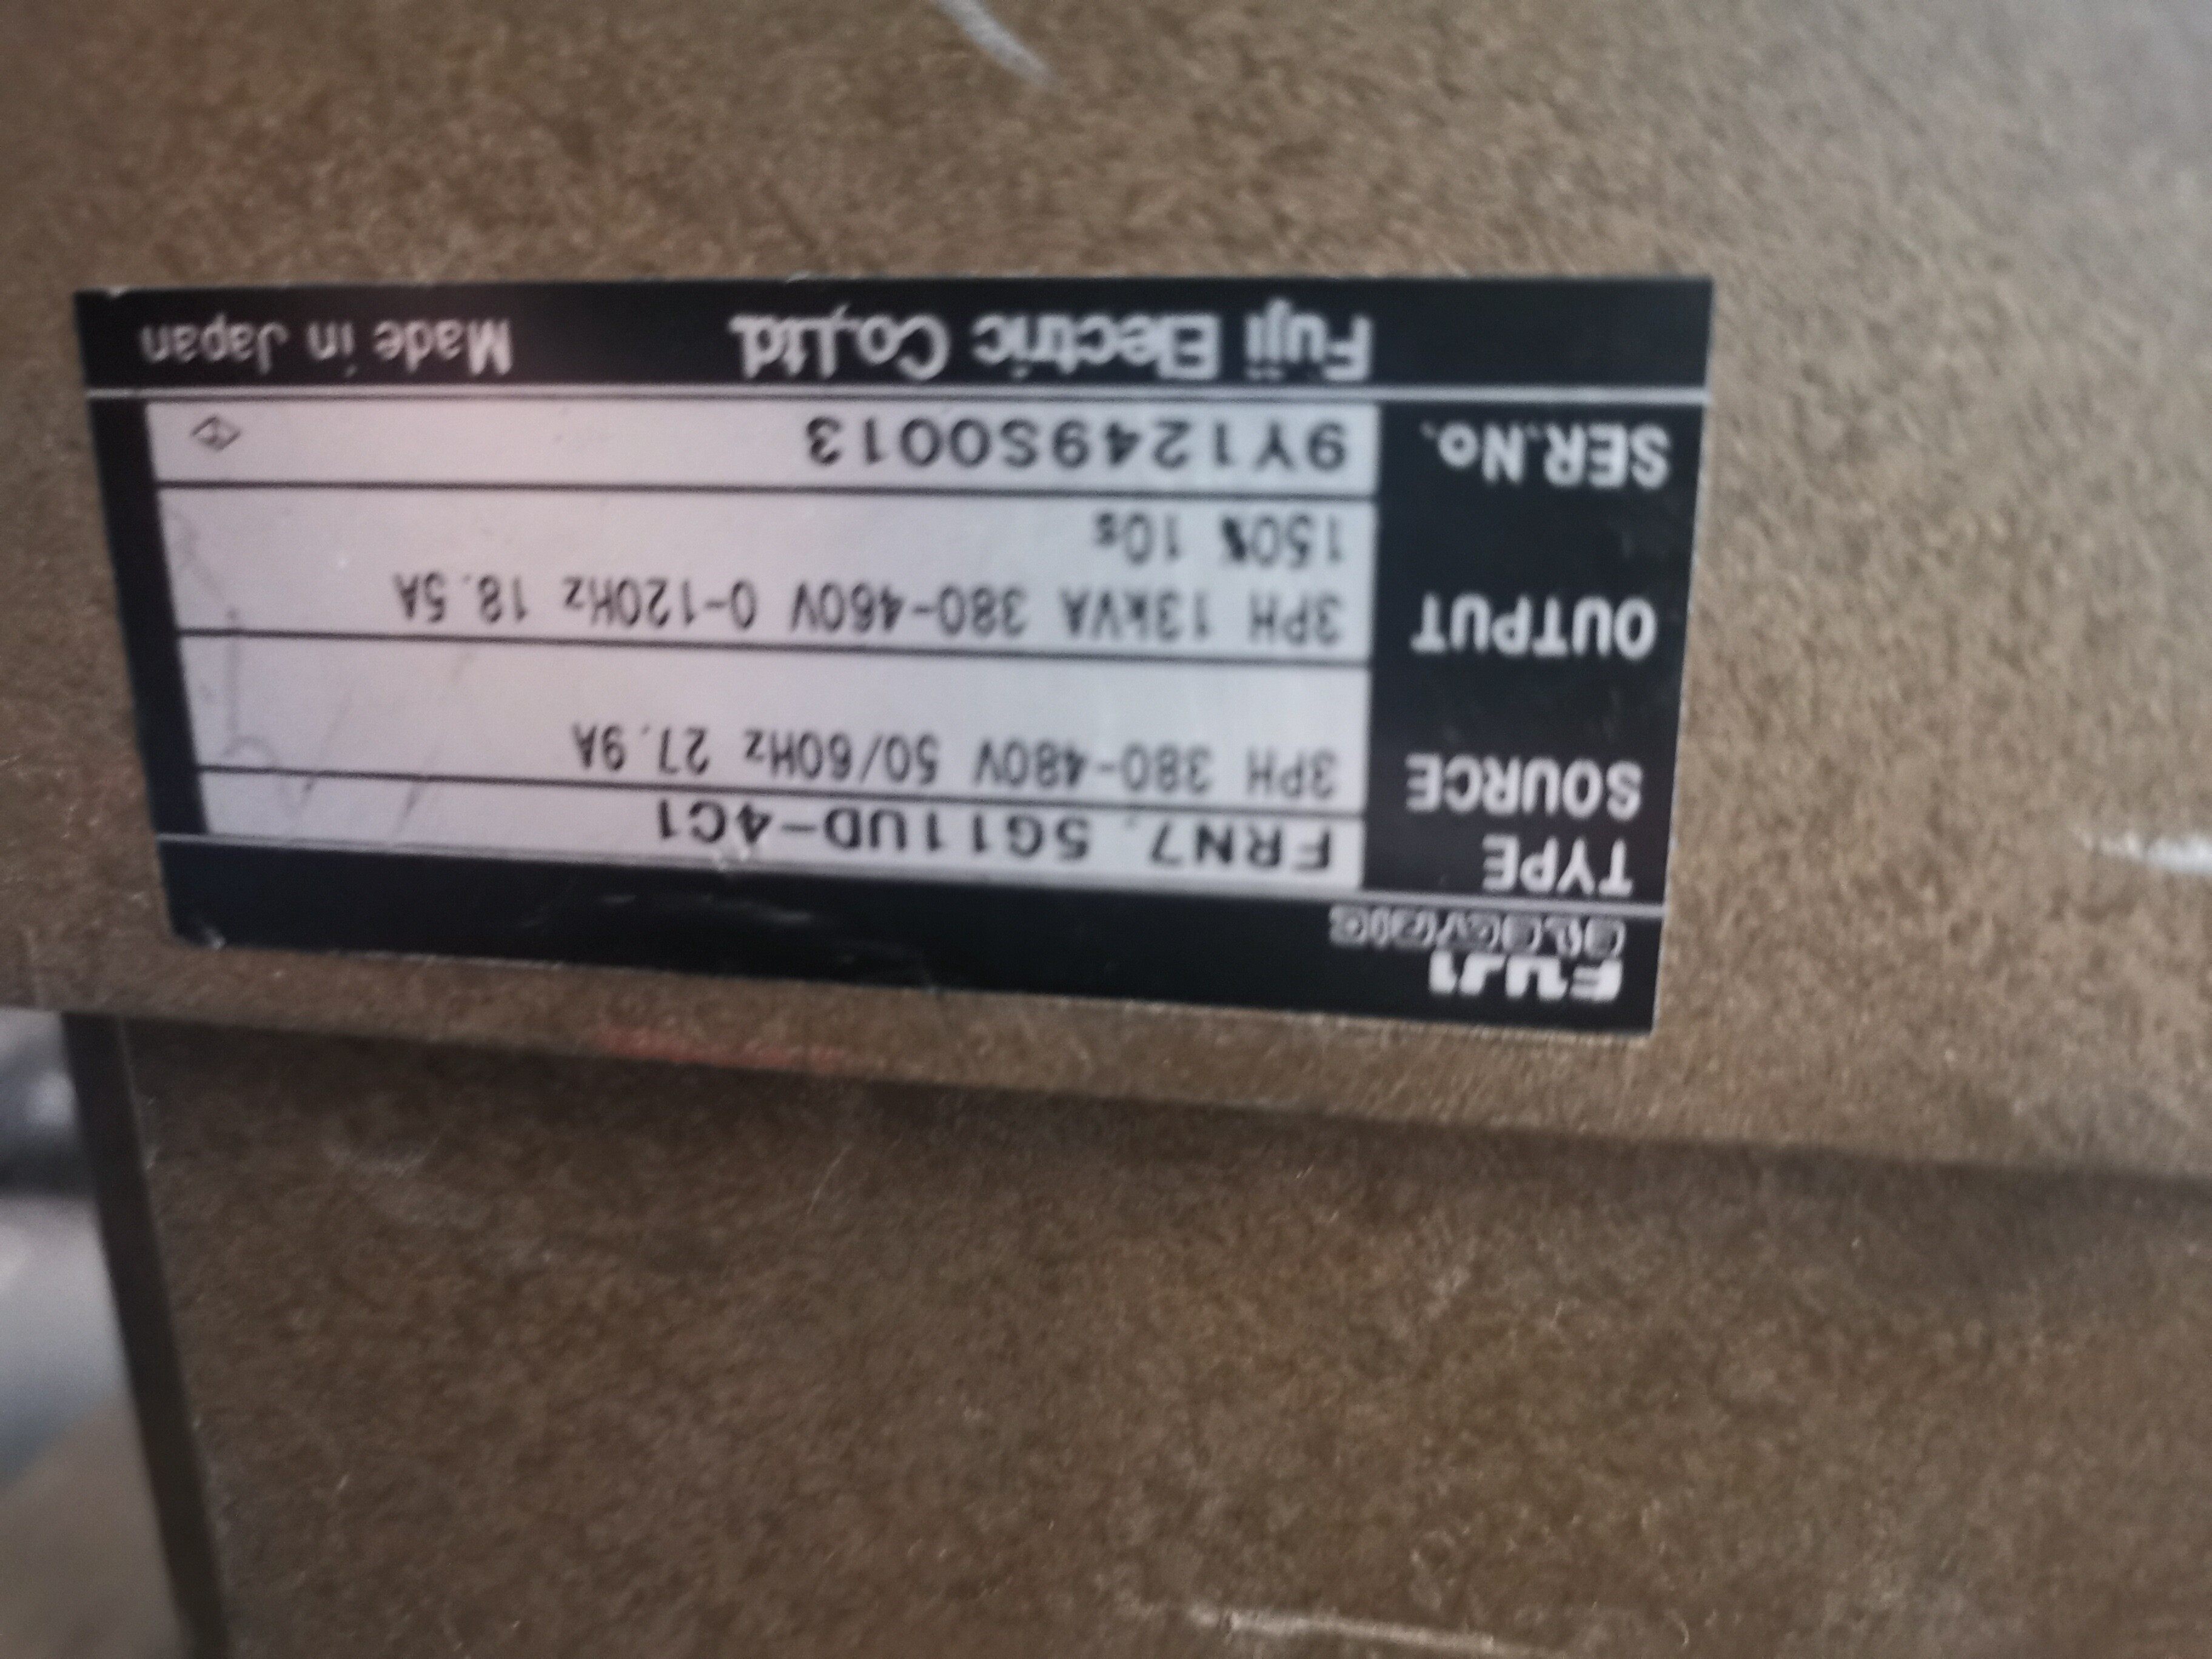 FUJI
ELECTRIC
TYPE FRN7.5G11UD-4C1
SOURCE 3PH 380-480V 50/60Hz 27.9A
OUTPUT 3PH 13kVA 380-460V 0-120Hz 18.5A
150% 10s
SER.No. 9Y1249S0013
Fuji Electric Co.,Ltd. Made in Japan